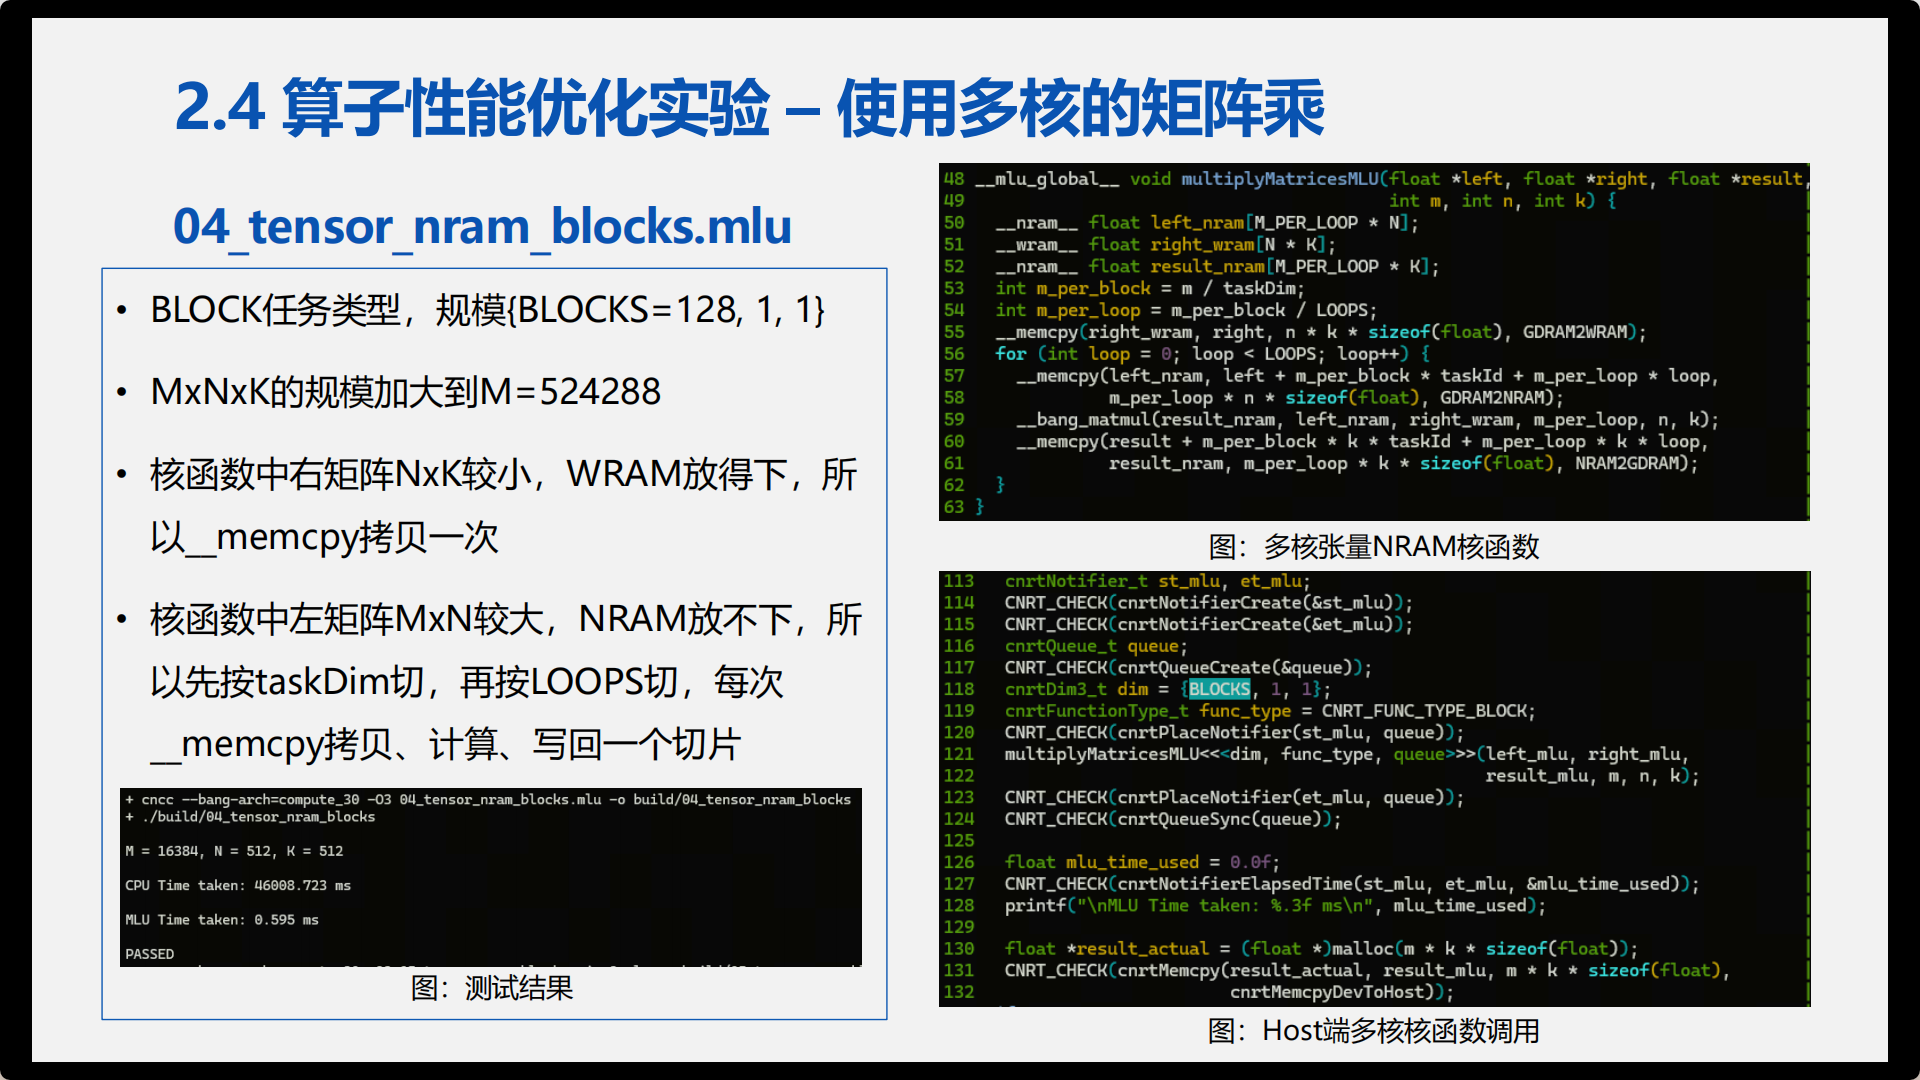 2.4 算子性能优化实验 – 使用多核的矩阵乘
04_tensor_nram_blocks.mlu
• BLOCK任务类型，规模{BLOCKS=128, 1, 1}
• MxNxK的规模加大到M=524288
• 核函数中右矩阵NxK较小，WRAM放得下，所
以__memcpy拷贝一次
• 核函数中左矩阵MxN较大，NRAM放不下，所
以先按taskDim切，再按LOOPS切，每次
__memcpy拷贝、计算、写回一个切片
+ cncc --bang-arch=compute_30 -O3 04_tensor_nram_blocks.mlu -o build/04_tensor_nram_blocks
+ ./build/04_tensor_nram_blocks
M = 16384, N = 512, K = 512
CPU Time taken: 46008.723 ms
MLU Time taken: 0.595 ms
PASSED
图：测试结果
48 __mlu_global__ void multiplyMatricesMLU(float *left, float *right, float *result,
49 int m, int n, int k) {
50 __nram__ float left_nram[M_PER_LOOP * N];
51 __wram__ float right_wram[N * K];
52 __nram__ float result_nram[M_PER_LOOP * K];
53 int m_per_block = m / taskDim;
54 int m_per_loop = m_per_block / LOOPS;
55 __memcpy(right_wram, right, n * k * sizeof(float), GDRAM2WRAM);
56 for (int loop = 0; loop < LOOPS; loop++) {
57 __memcpy(left_nram, left + m_per_block * taskId + m_per_loop * loop,
58 m_per_loop * n * sizeof(float), GDRAM2NRAM);
59 __bang_matmul(result_nram, left_nram, right_wram, m_per_loop, n, k);
60 __memcpy(result + m_per_block * k * taskId + m_per_loop * k * loop,
61 result_nram, m_per_loop * k * sizeof(float), NRAM2GDRAM);
62 }
63 }
图：多核张量NRAM核函数
113 cnrtNotifier_t st_mlu, et_mlu;
114 CNRT_CHECK(cnrtNotifierCreate(&st_mlu));
115 CNRT_CHECK(cnrtNotifierCreate(&et_mlu));
116 cnrtQueue_t queue;
117 CNRT_CHECK(cnrtQueueCreate(&queue));
118 cnrtDim3_t dim = {BLOCKS, 1, 1};
119 cnrtFunctionType_t func_type = CNRT_FUNC_TYPE_BLOCK;
120 CNRT_CHECK(cnrtPlaceNotifier(st_mlu, queue));
121 multiplyMatricesMLU<<<dim, func_type, queue>>>(left_mlu, right_mlu,
122 result_mlu, m, n, k);
123 CNRT_CHECK(cnrtPlaceNotifier(et_mlu, queue));
124 CNRT_CHECK(cnrtQueueSync(queue));
125
126 float mlu_time_used = 0.0f;
127 CNRT_CHECK(cnrtNotifierElapsedTime(st_mlu, et_mlu, &mlu_time_used));
128 printf("\nMLU Time taken: %.3f ms\n", mlu_time_used);
129
130 float *result_actual = (float *)malloc(m * k * sizeof(float));
131 CNRT_CHECK(cnrtMemcpy(result_actual, result_mlu, m * k * sizeof(float),
132 cnrtMemcpyDevToHost));
图：Host端多核核函数调用